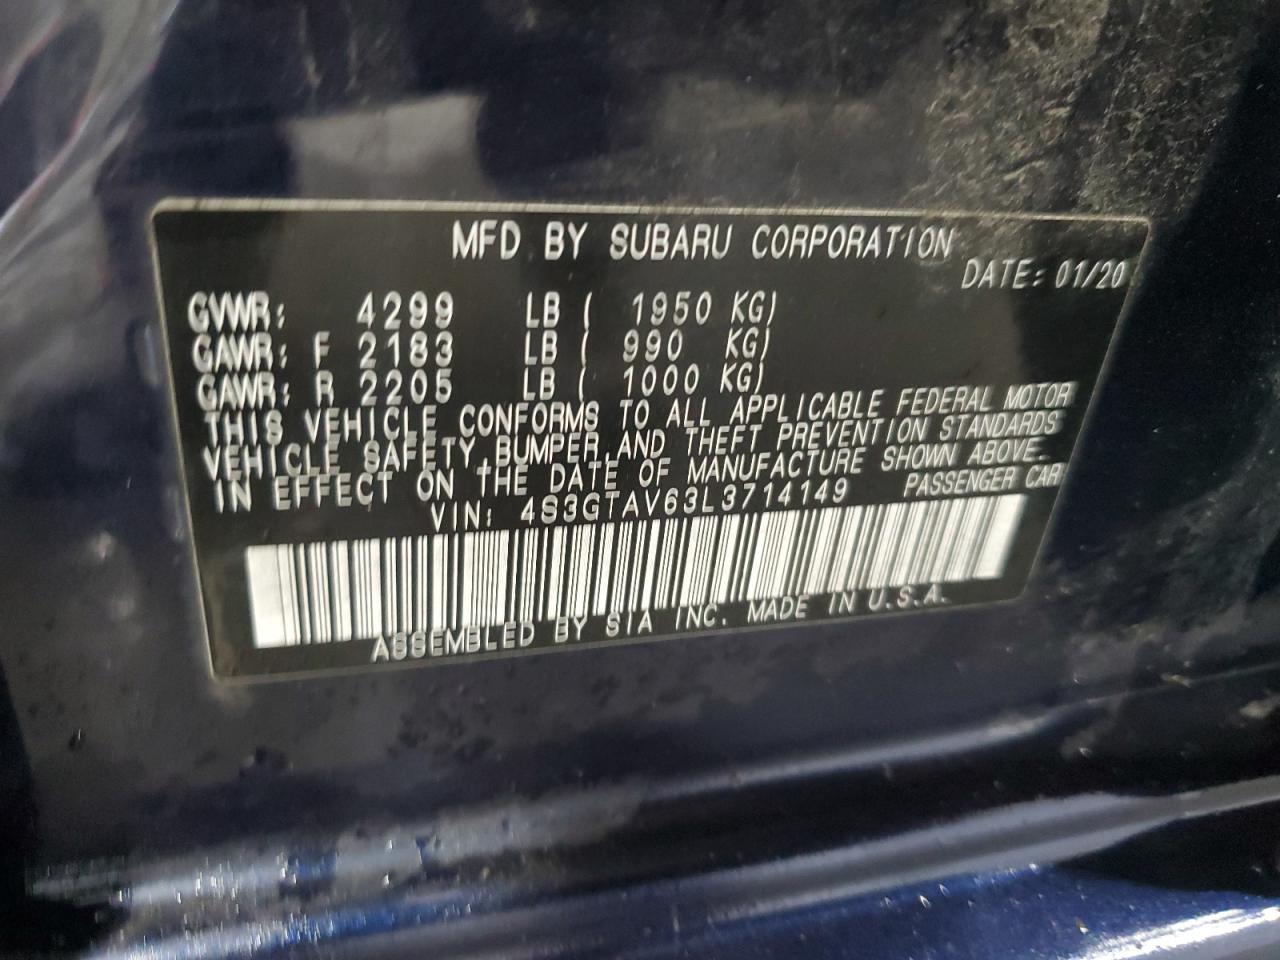 MFD BY SUBARU CORPORATION
DATE: 01/20
GVWR: 4299 LB ( 1950 KG)
GAWR: F 2183 LB ( 990 KG)
GAWR: R 2205 LB ( 1000 KG)
THIS VEHICLE CONFORMS TO ALL APPLICABLE FEDERAL MOTOR
VEHICLE SAFETY,BUMPER,AND THEFT PREVENTION STANDARDS
IN EFFECT ON THE DATE OF MANUFACTURE SHOWN ABOVE.
VIN: 4S3GTAV63L3714149 PASSENGER CAR
ASSEMBLED BY SIA INC. MADE IN U.S.A.